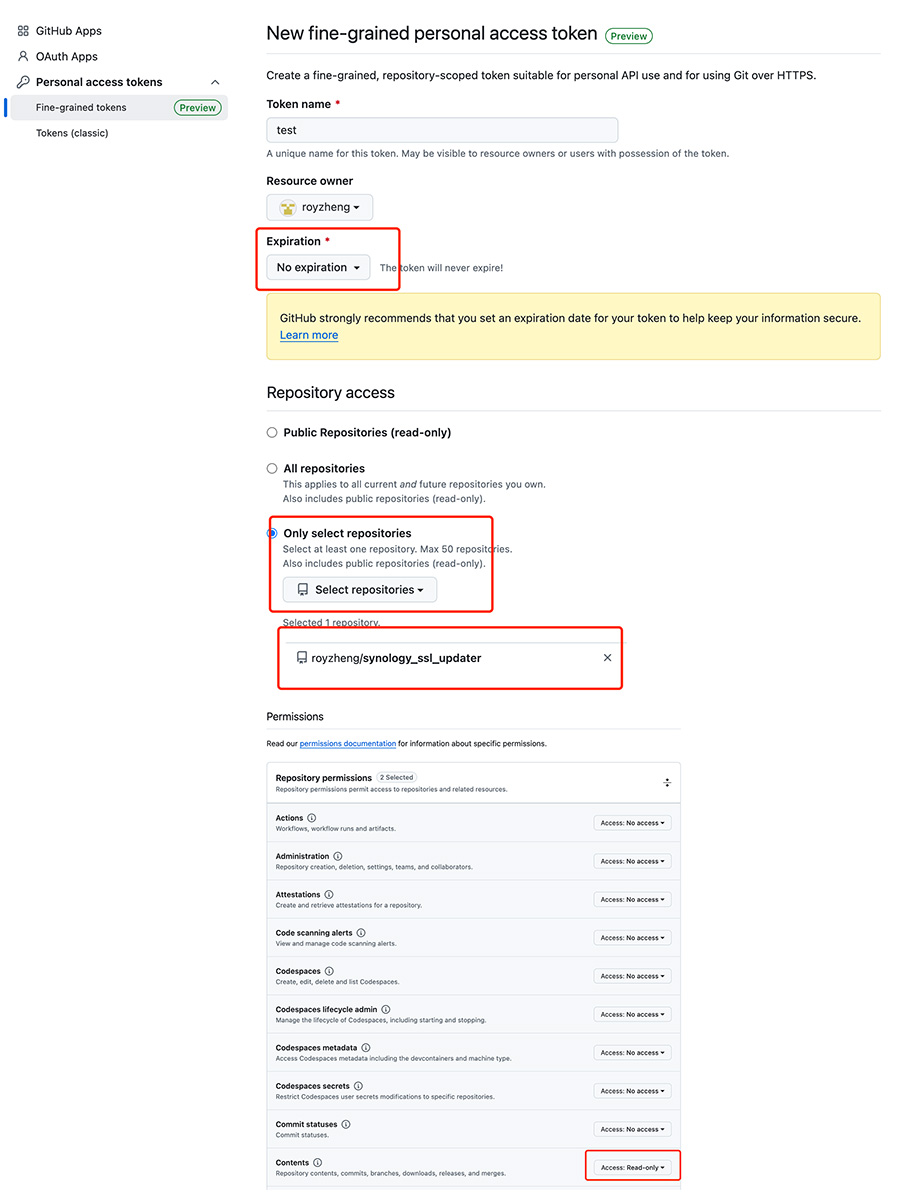 GitHub Apps
OAuth Apps
Personal access tokens
Fine-grained tokens Preview
Tokens (classic)
New fine-grained personal access token Preview
Create a fine-grained, repository-scoped token suitable for personal API use and for using Git over HTTPS.
Token name *
test
A unique name for this token. May be visible to resource owners or users with possession of the token.
Resource owner
royzheng
Expiration *
No expiration The token will never expire!
GitHub strongly recommends that you set an expiration date for your token to help keep your information secure.
Learn more
Repository access
Public Repositories (read-only)
All repositories
This applies to all current and future repositories you own.
Also includes public repositories (read-only).
Only select repositories
Select at least one repository. Max 50 repositories.
Also includes public repositories (read-only).
Select repositories
Selected 1 repository.
royzheng/synology_ssl_updater
Permissions
Read our permissions documentation for information about specific permissions.
Repository permissions 2 Selected
Repository permissions permit access to repositories and related resources.
Actions
Workflows, workflow runs and artifacts.
Access: No access
Administration
Repository creation, deletion, settings, teams, and collaborators.
Access: No access
Attestations
Create and retrieve attestations for a repository.
Access: No access
Code scanning alerts
View and manage code scanning alerts.
Access: No access
Codespaces
Create, edit, delete and list Codespaces.
Access: No access
Codespaces lifecycle admin
Manage the lifecycle of Codespaces, including starting and stopping.
Access: No access
Codespaces metadata
Access Codespaces metadata including the devcontainers and machine type.
Access: No access
Codespaces secrets
Restrict Codespaces user secrets modifications to specific repositories.
Access: No access
Commit statuses
Commit statuses.
Access: No access
Contents
Repository contents, commits, branches, downloads, releases, and merges.
Access: Read-only